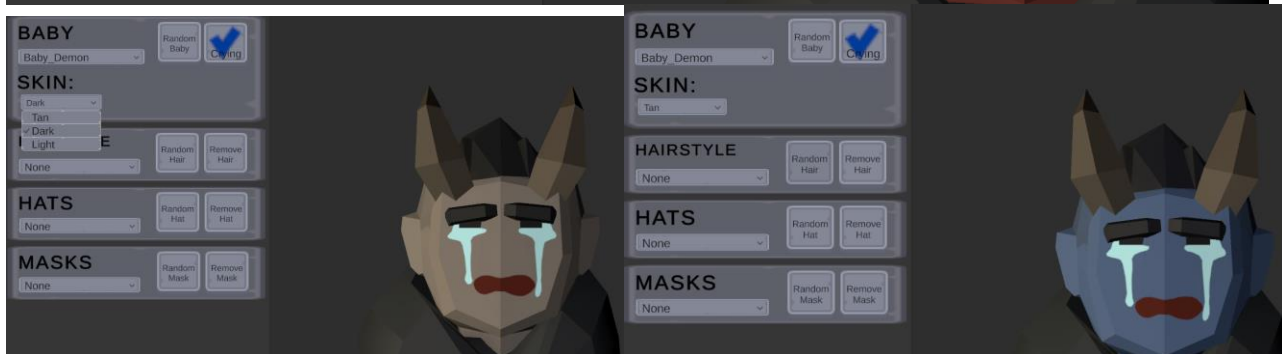 BABY
Baby_Demon
Random
Baby
Crying
SKIN:
Dark
Tan
Dark
Light
E
None
Random
Hair
Remove
Hair
HATS
None
Random
Hat
Remove
Hat
MASKS
None
Random
Mask
Remove
Mask
BABY
Baby_Demon
Random
Baby
Crying
SKIN:
Tan
HAIRSTYLE
None
Random
Hair
Remove
Hair
HATS
None
Random
Hat
Remove
Hat
MASKS
None
Random
Mask
Remove
Mask